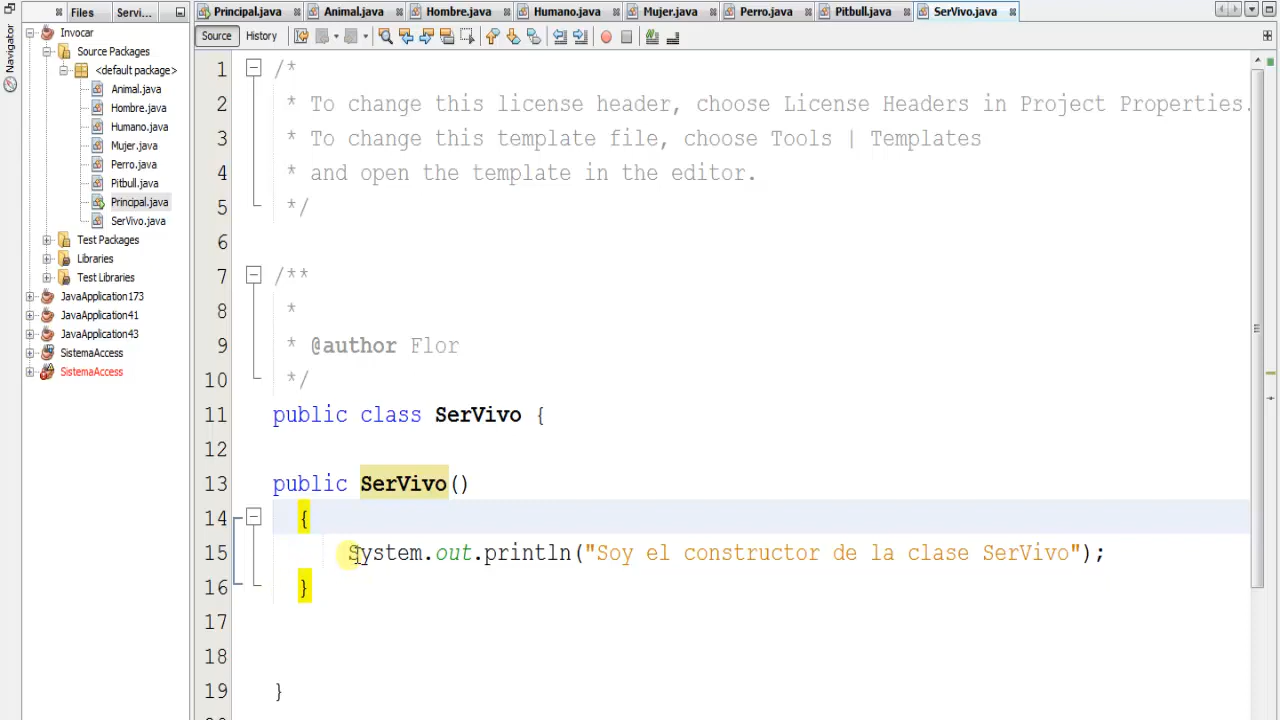 Files
Servi...
Principal.java
Animal.java
Hombre.java
Humano.java
Mujer.java
Perro.java
Pitbull.java
SerVivo.java
Source
History
Navigator
Invocar
Source Packages
<default package>
Animal.java
Hombre.java
Humano.java
Mujer.java
Perro.java
Pitbull.java
Principal.java
SerVivo.java
Test Packages
Libraries
Test Libraries
JavaApplication173
JavaApplication41
JavaApplication43
SistemaAccess
SistemaAccess
1 /*
2 * To change this license header, choose License Headers in Project Properties.
3 * To change this template file, choose Tools | Templates
4 * and open the template in the editor.
5 */
6
7 /**
8 *
9 * @author Flor
10 */
11 public class SerVivo {
12
13 public SerVivo()
14 {
15 System.out.println("Soy el constructor de la clase SerVivo");
16 }
17
18
19 }